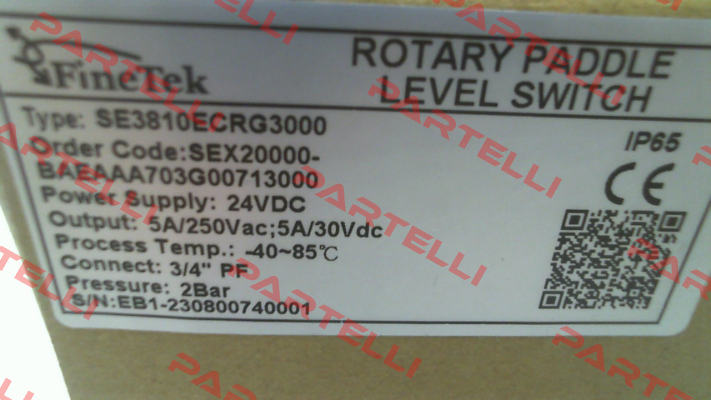 FineTek
ROTARY PADDLE
LEVEL SWITCH
Type: SE3810ECRG3000
Order Code:SEX20000-
BAEAAA703G00713000
Power Supply: 24VDC
Output: 5A/250Vac;5A/30Vdc
Process Temp.: -40~85℃
Connect: 3/4" PF
Pressure: 2Bar
S/N:EB1-230800740001
IP65
CE
PARTELLI
PARTELLI
PARTELLI
PARTELLI
PARTELLI
PARTELLI
PARTELLI